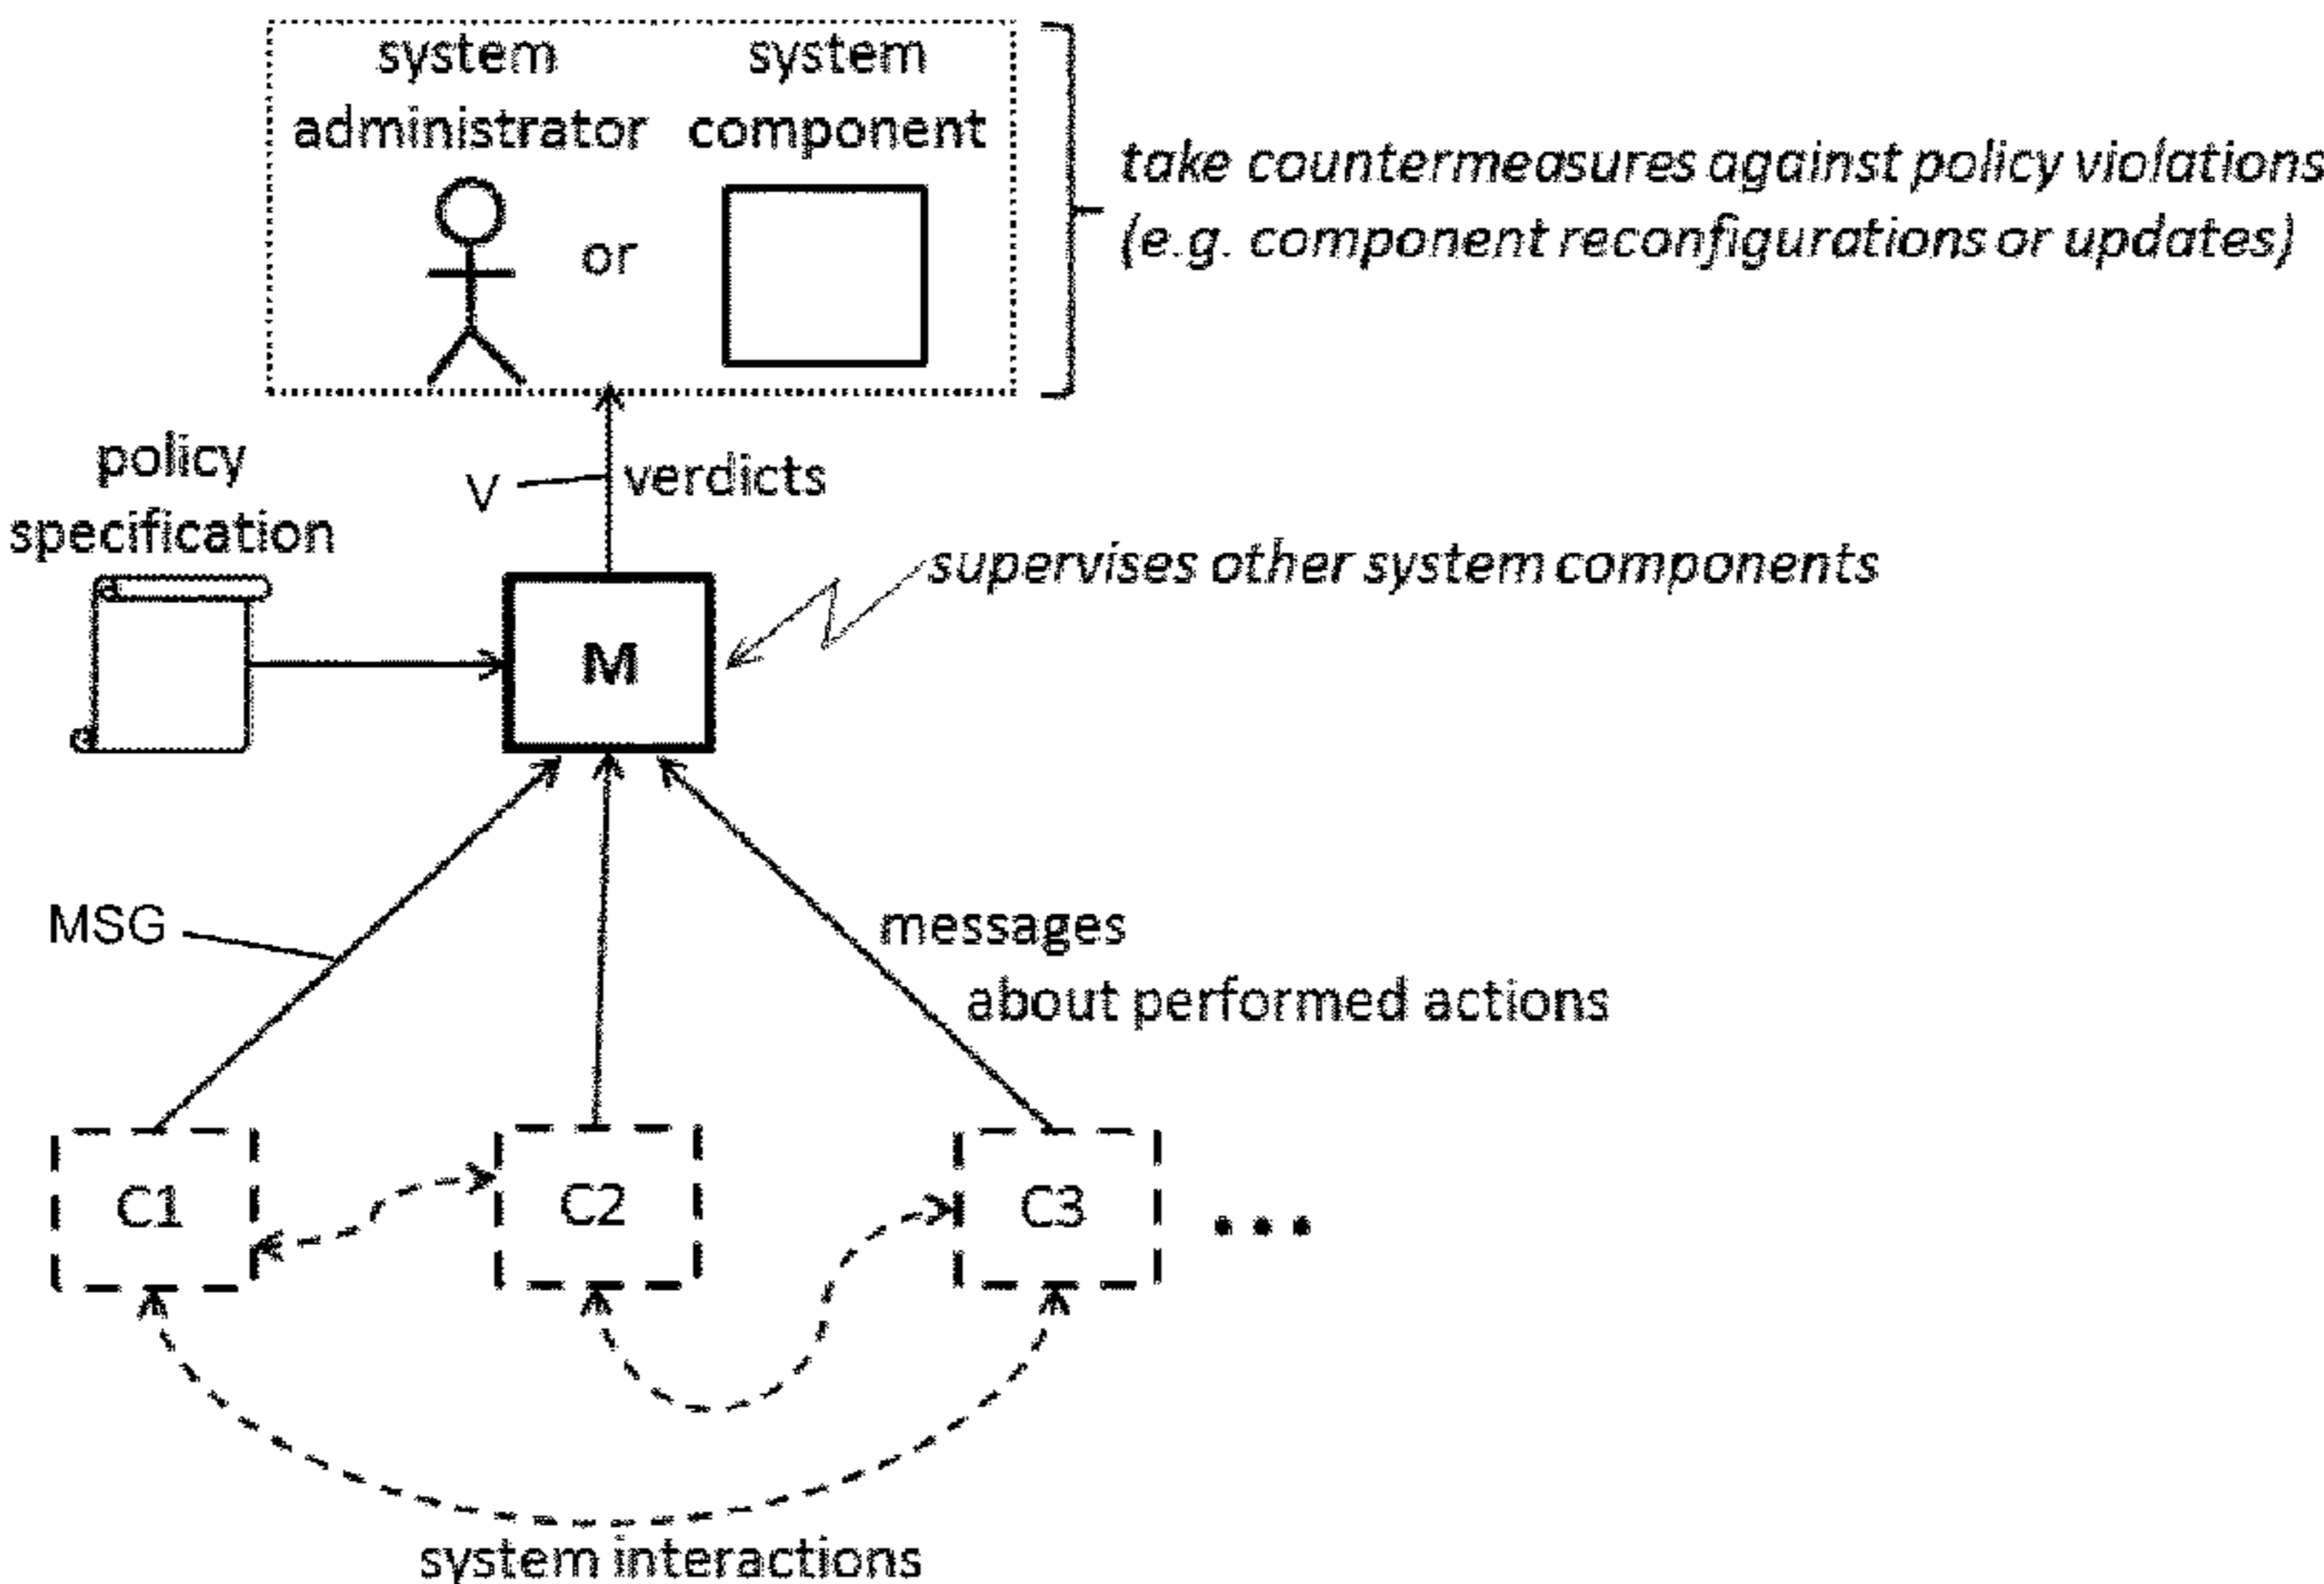 system
administrator
system
component
or
take countermeasures against policy violations
(e.g. component reconfigurations or updates)
policy
specification
V
verdicts
supervises other system components
M
MSG
messages
about performed actions
C1
C2
C3
...
system interactions